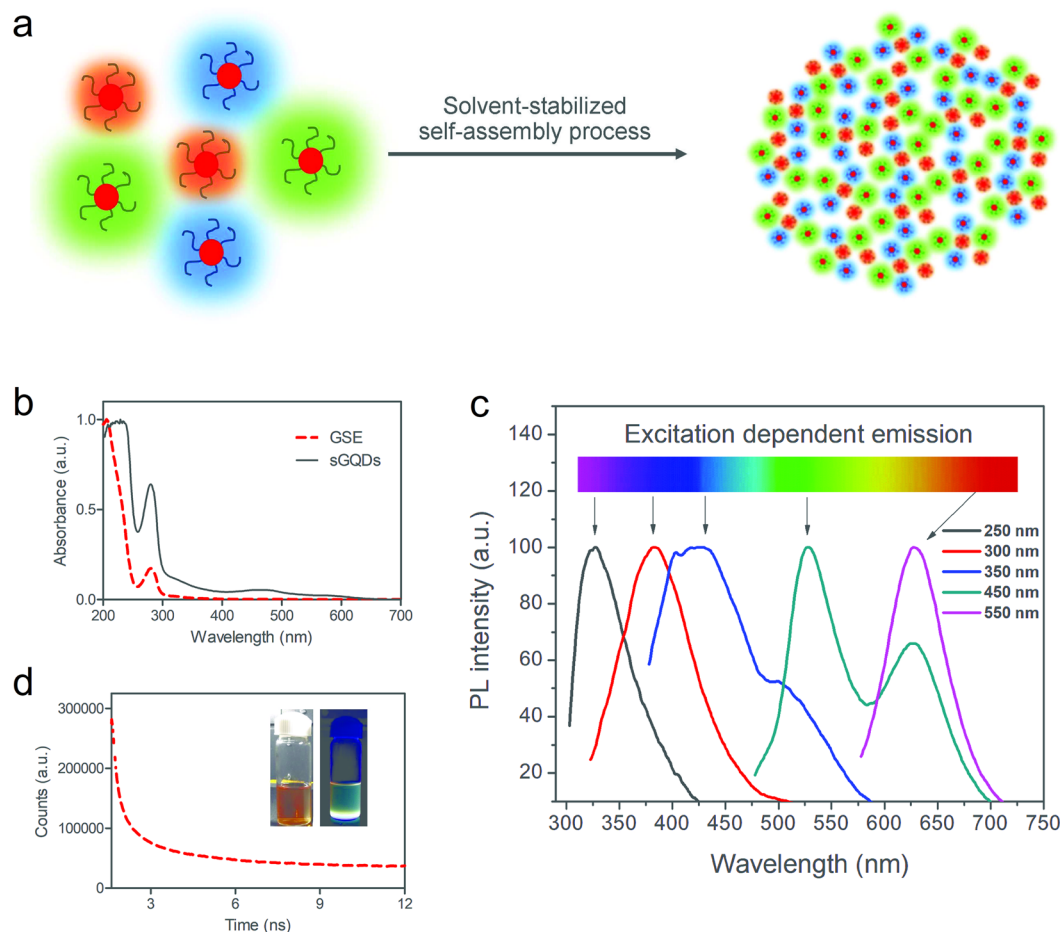 a
Solvent-stabilized
self-assembly process
b
1.0
0.5
0.0
200 300 400 500 600 700
Absorbance (a.u.)
Wavelength (nm)
GSE
sGQDs
c
Excitation dependent emission
140
120
100
80
60
40
20
300 350 400 450 500 550 600 650 700 750
PL intensity (a.u.)
Wavelength (nm)
250 nm
300 nm
350 nm
450 nm
550 nm
d
300000
200000
100000
0
3 6 9 12
Counts (a.u.)
Time (ns)